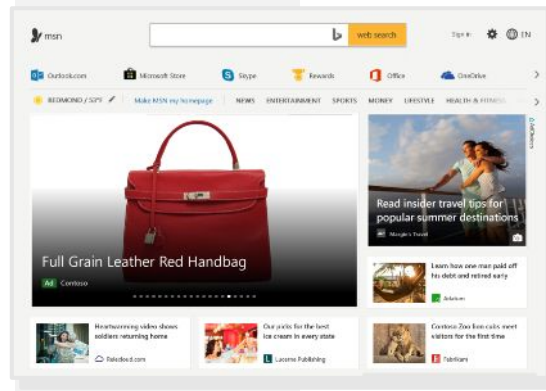 msn
web search
Sign in
EN
Outlook.com
Microsoft Store
Skype
Rewards
Office
OneDrive
REDMOND / 53°F
Make MSN my homepage
NEWS ENTERTAINMENT SPORTS MONEY LIFESTYLE HEALTH & FITNESS
AdChoices
Full Grain Leather Red Handbag
Ad Contoso
Read insider travel tips for
popular summer destinations
Margie's Travel
Learn how one man paid off
his debt and retired early
Adatum
Heartwarming video shows
soldiers returning home
Relecloud.com
Our picks for the best
ice cream in every state
Lucerne Publishing
Contoso Zoo lion cubs meet
visitors for the first time
Fabrikam